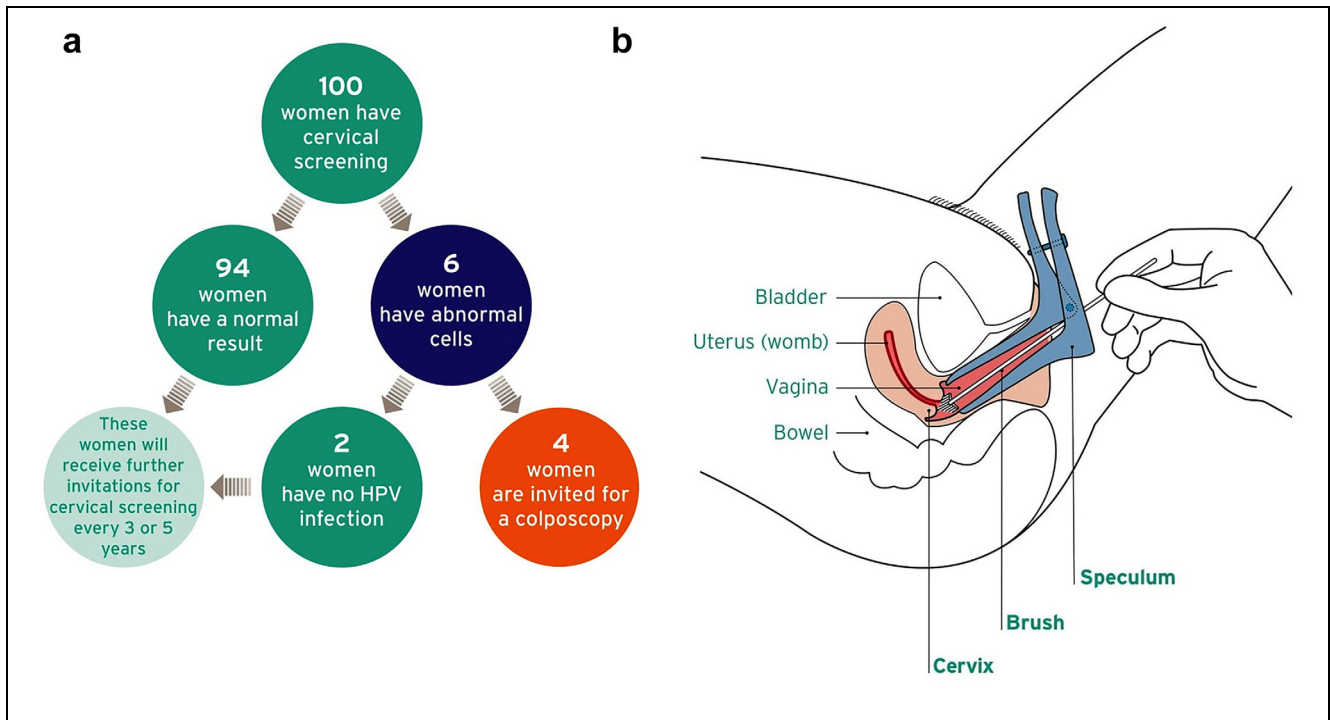 a
100
women have
cervical
screening
94
women
have a normal
result
6
women
have abnormal
cells
These
women will
receive further
invitations for
cervical screening
every 3 or 5
years
2
women
have no HPV
infection
4
women
are invited for
a colposcopy
b
Bladder
Uterus (womb)
Vagina
Bowel
Speculum
Brush
Cervix